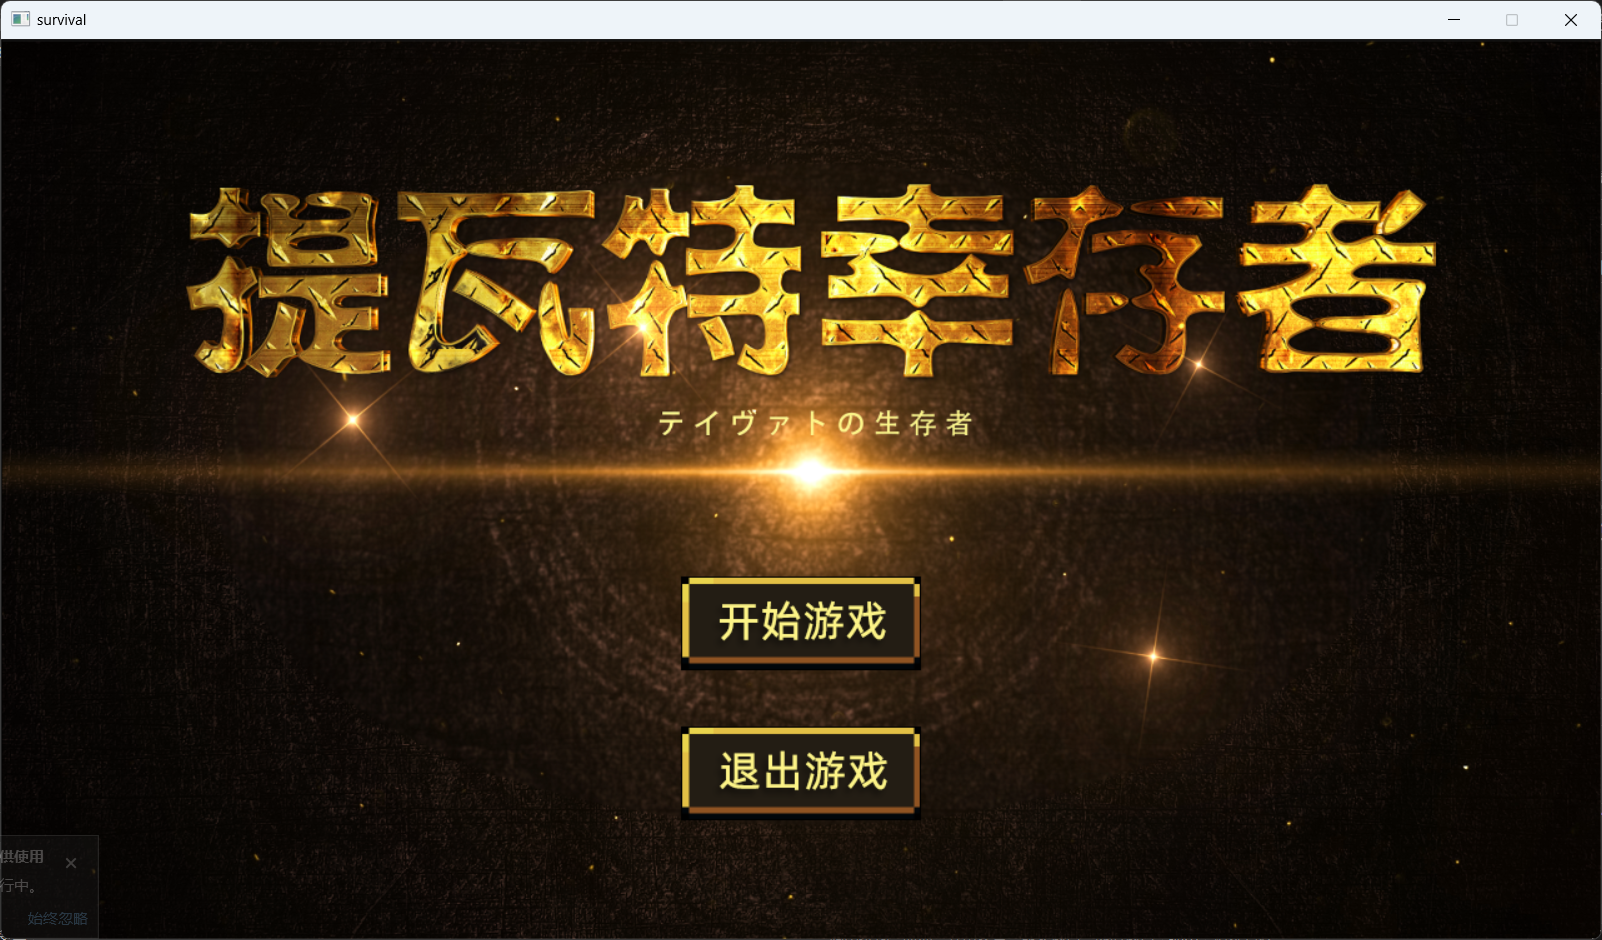 survival
提瓦特幸存者
テイヴァトの生存者
开始游戏
退出游戏
供使用
行中。
始终忽略